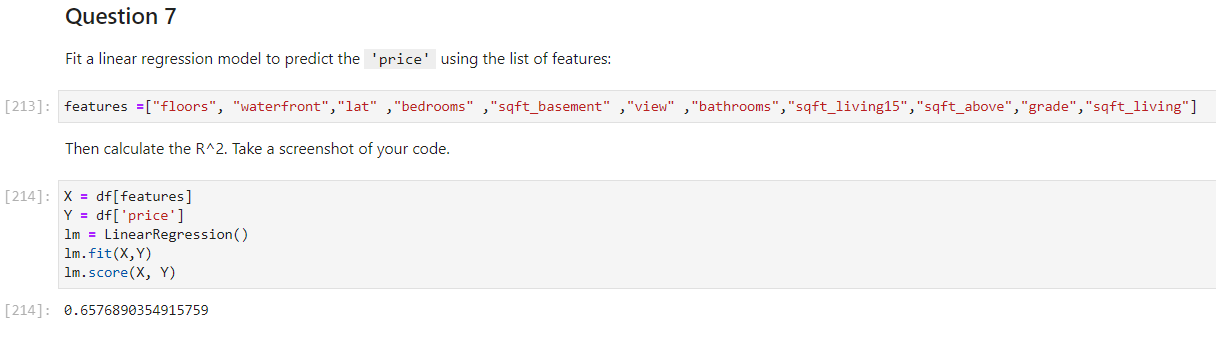 Question 7
Fit a linear regression model to predict the 'price' using the list of features:
[213]: features =["floors", "waterfront","lat" ,"bedrooms" ,"sqft_basement" ,"view" ,"bathrooms","sqft_living15","sqft_above","grade","sqft_living"]
Then calculate the R^2. Take a screenshot of your code.
[214]: X = df[features]
Y = df['price']
lm = LinearRegression()
lm.fit(X,Y)
lm.score(X, Y)
[214]: 0.6576890354915759